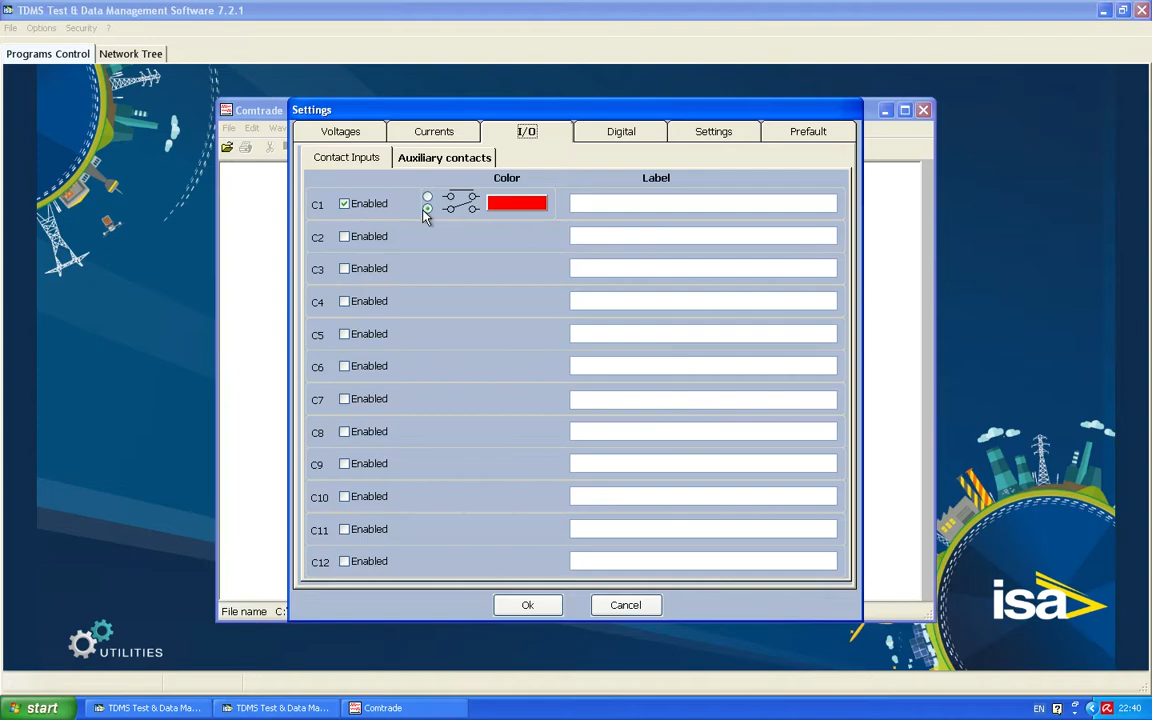 TDMS Test & Data Management Software 7.2.1
File Options Security ?
Programs Control Network Tree
Comtrade
File Edit Wav
Settings
Voltages Currents I/O Digital Settings Prefault
Contact Inputs Auxiliary contacts
Color Label
C1 Enabled
C2 Enabled
C3 Enabled
C4 Enabled
C5 Enabled
C6 Enabled
C7 Enabled
C8 Enabled
C9 Enabled
C10 Enabled
C11 Enabled
C12 Enabled
Ok Cancel
File name C:\
isa
UTILITIES
start TDMS Test & Data Ma... TDMS Test & Data Ma... Comtrade EN 22:40